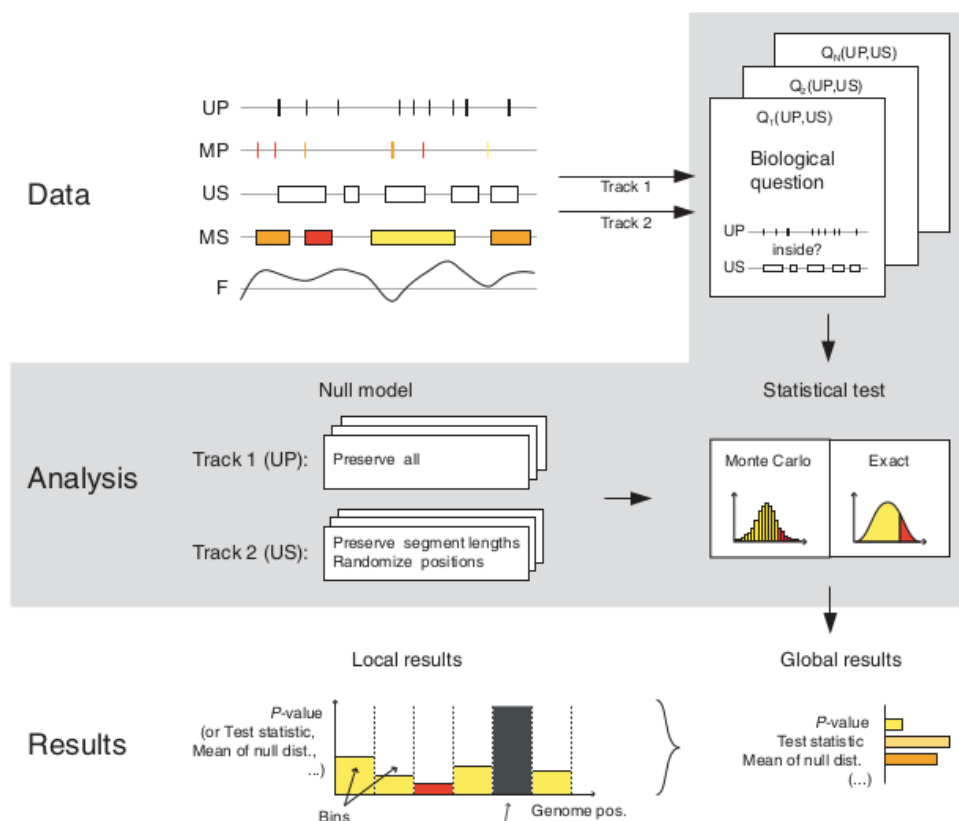 Data
UP
MP
US
MS
F
Track 1
Track 2
Q_N(UP,US)
Q_2(UP,US)
Q_1(UP,US)
Biological
question
UP
inside?
US
Analysis
Null model
Track 1 (UP):
Preserve all
Track 2 (US):
Preserve segment lengths
Randomize positions
Statistical test
Monte Carlo
Exact
Results
Local results
P-value
(or Test statistic,
Mean of null dist.,
...)
Bins
Genome pos.
Global results
P-value
Test statistic
Mean of null dist.
(...)